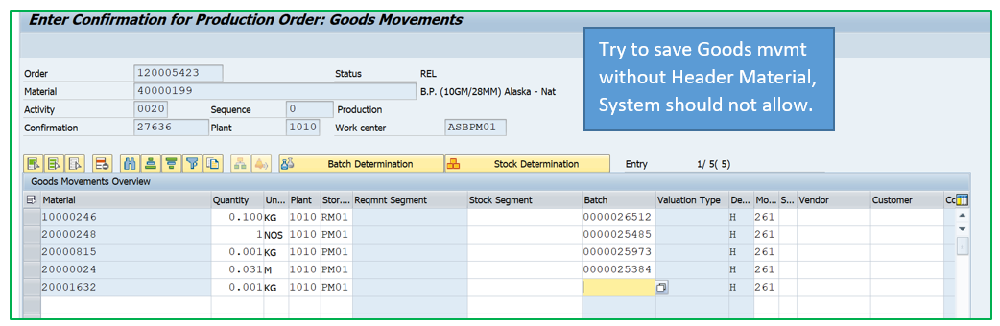 Enter Confirmation for Production Order: Goods Movements
Try to save Goods mvmt
without Header Material,
System should not allow.
Order 120005423 Status REL
Material 40000199 B.P. (10GM/28MM) Alaska - Nat
Activity 0020 Sequence 0 Production
Confirmation 27636 Plant 1010 Work center ASBPM01
Batch Determination Stock Determination Entry 1/ 5( 5)
Goods Movements Overview
Material Quantity Un... Plant Stor.... Reqmnt Segment Stock Segment Batch Valuation Type De... Mo... S... Vendor Customer Cc
10000246 0.100 KG 1010 RM01 0000026512 H 261
20000248 1 NOS 1010 PM01 0000025485 H 261
20000815 0.001 KG 1010 PM01 0000025973 H 261
20000024 0.031 M 1010 PM01 0000025384 H 261
20001632 0.001 KG 1010 PM01 H 261